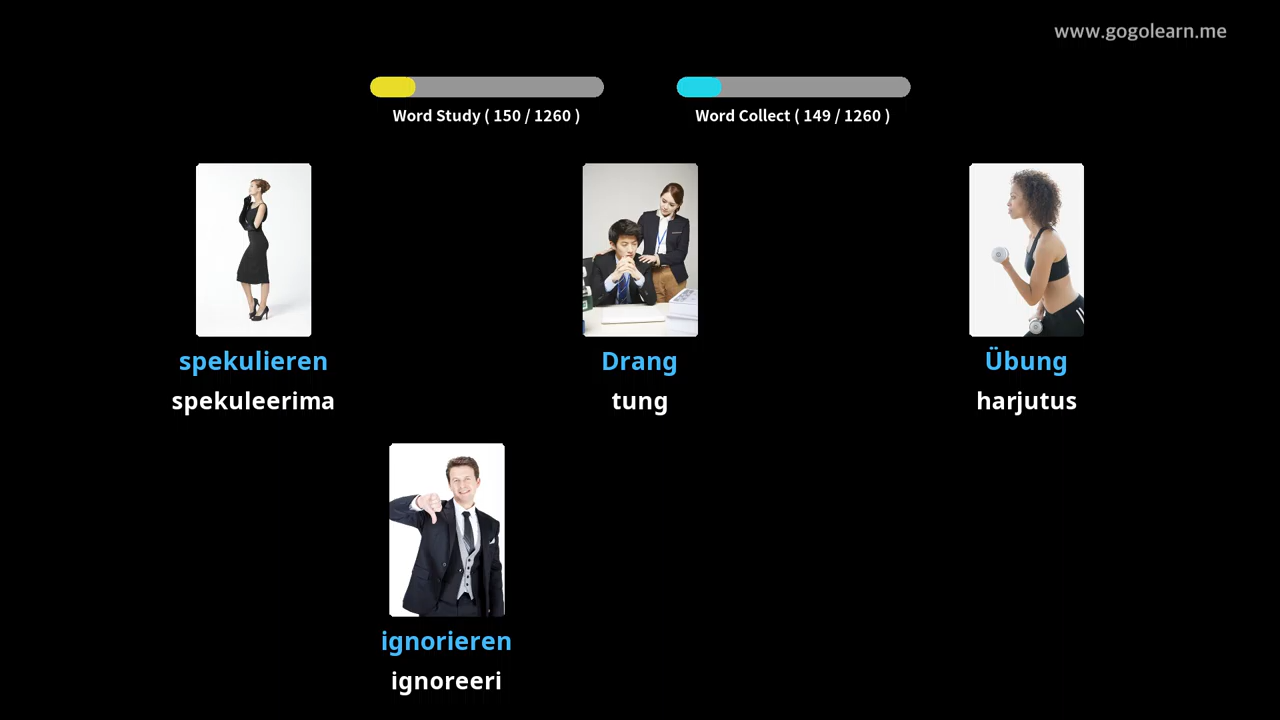 www.gogolearn.me
Word Study ( 150 / 1260 )
Word Collect ( 149 / 1260 )
spekulieren
spekuleerima
Drang
tung
Übung
harjutus
ignorieren
ignoreeri